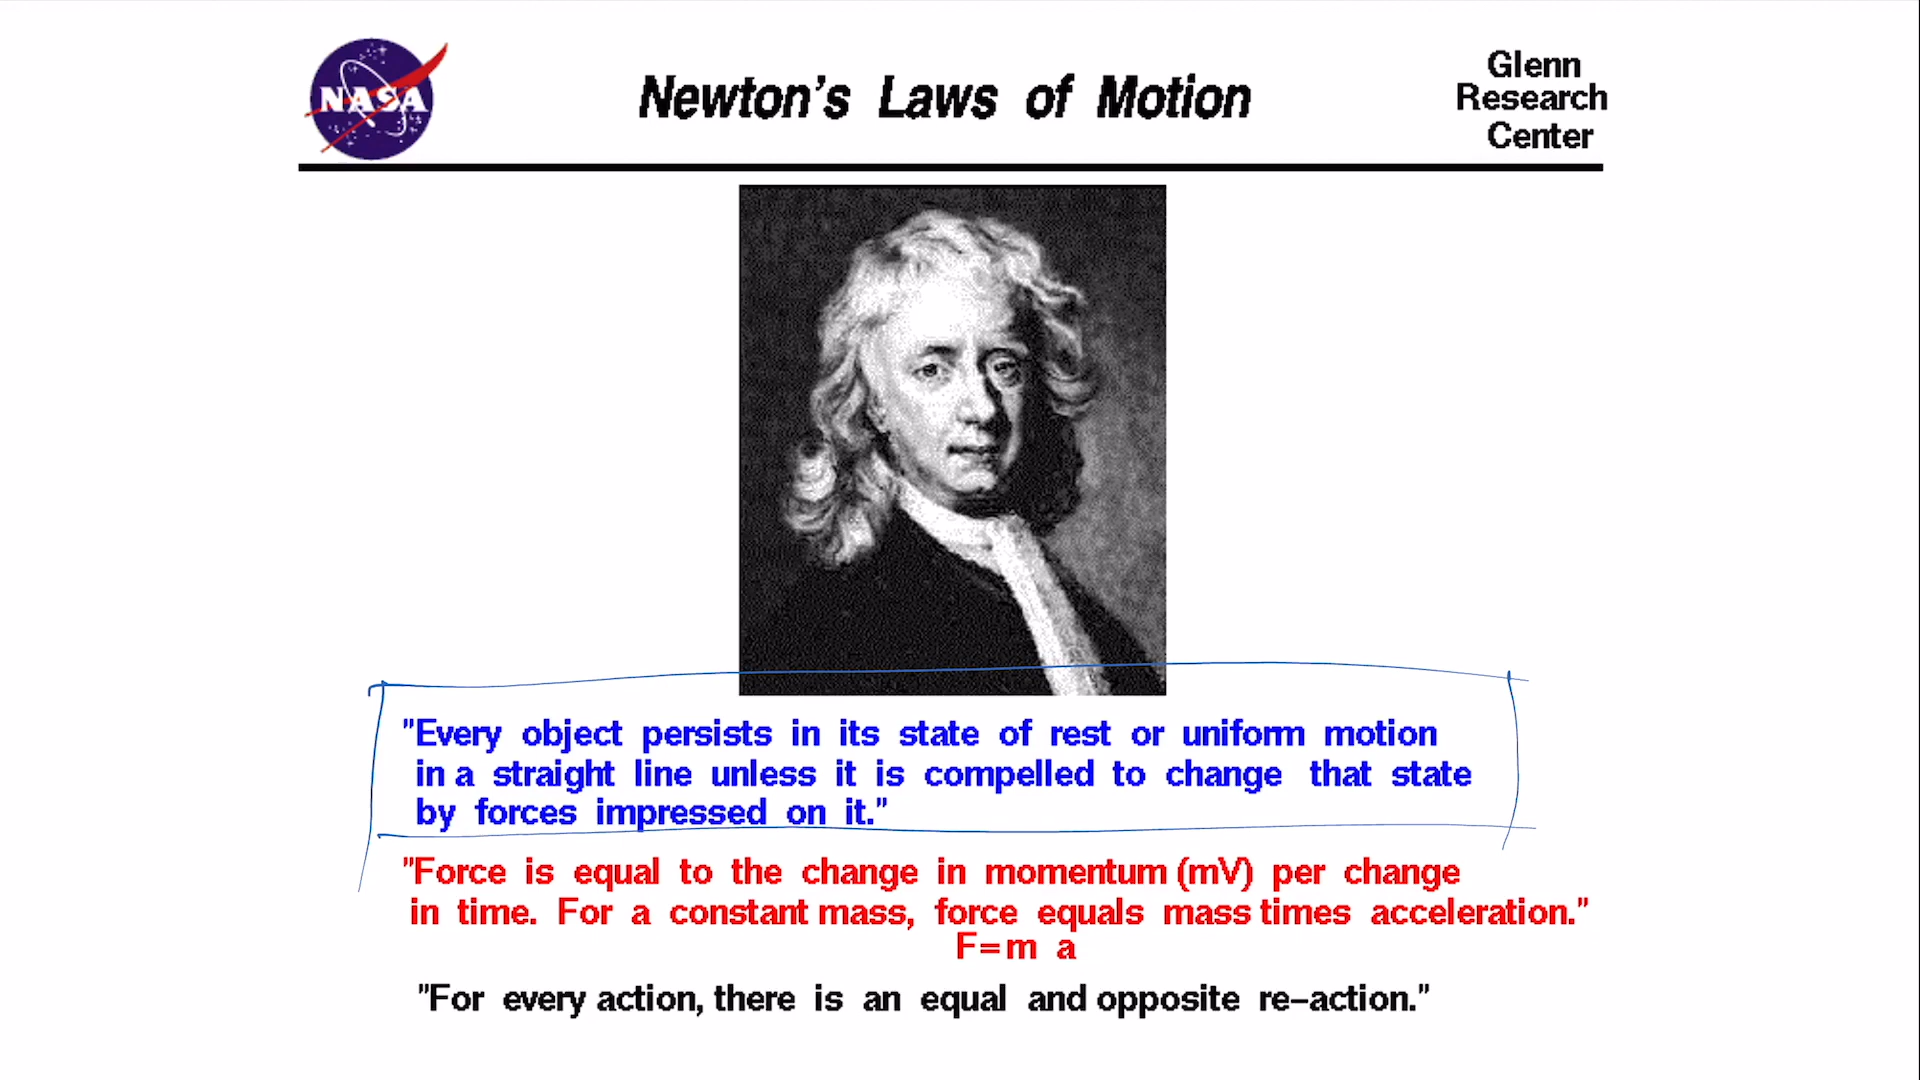 NASA
Newton's Laws of Motion
Glenn
Research
Center
"Every object persists in its state of rest or uniform motion
in a straight line unless it is compelled to change that state
by forces impressed on it."
"Force is equal to the change in momentum (mV) per change
in time. For a constant mass, force equals mass times acceleration."
F=m a
"For every action, there is an equal and opposite re–action."